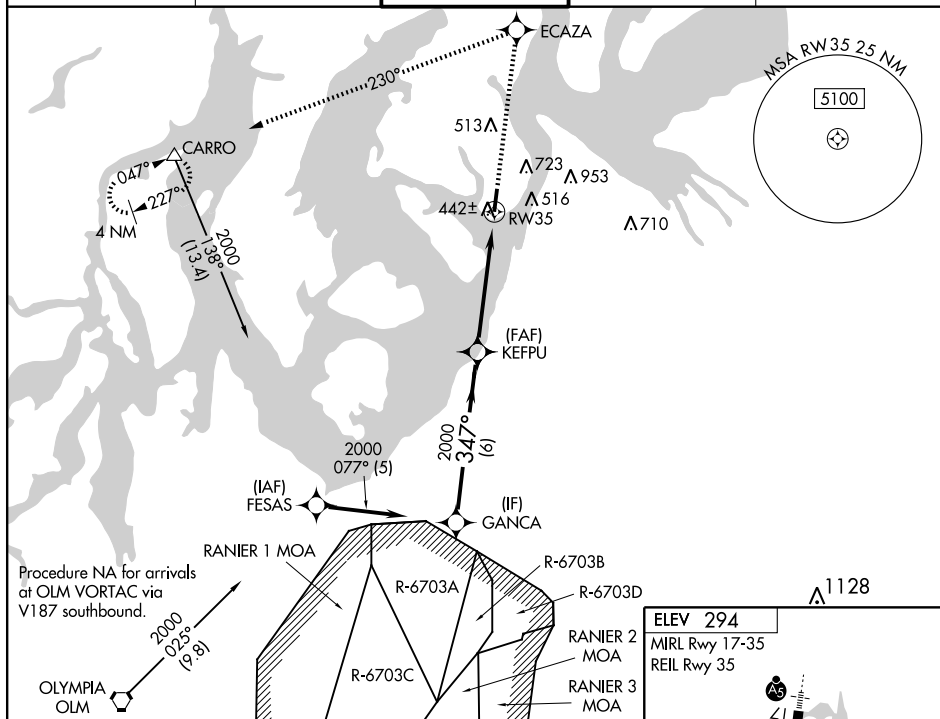 ECAZA
MSA RW35 25 NM
5100
230°
513
CARRO
047°
723
953
227°
516
442±
RW35
710
4 NM
2000
138°
(13.4)
(FAF)
KEFPU
2000
347°
(6)
2000
077° (5)
(IAF)
FESAS
(IF)
GANCA
RANIER 1 MOA
R-6703B
Procedure NA for arrivals
at OLM VORTAC via
V187 southbound.
R-6703A
R-6703D
1128
2000
025°
(9.8)
ELEV 294
MIRL Rwy 17-35
REIL Rwy 35
RANIER 2
MOA
R-6703C
RANIER 3
MOA
OLYMPIA
OLM
A5
17